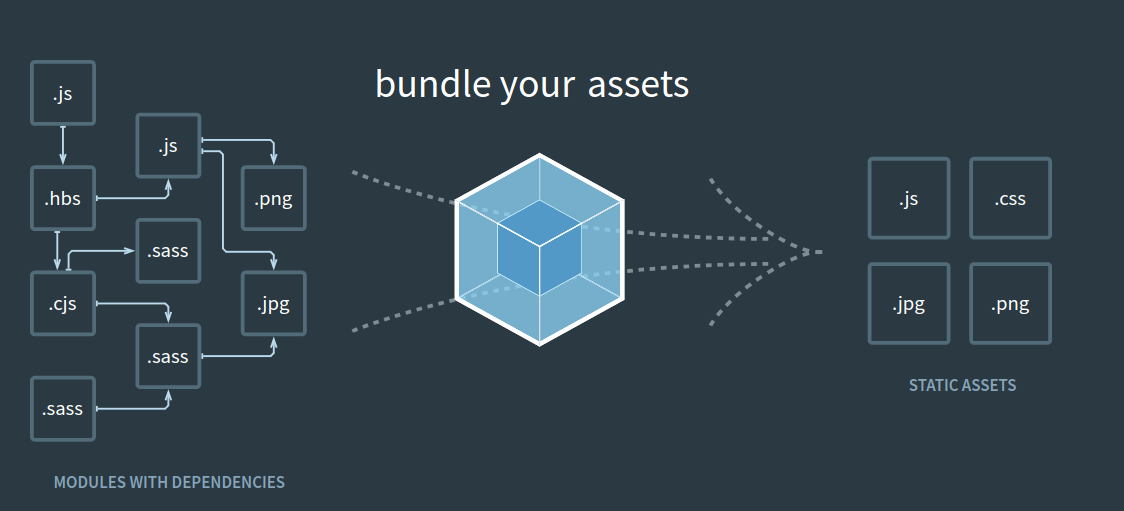 bundle your assets
.js
.js
.hbs
.png
.sass
.cjs
.jpg
.sass
.sass
MODULES WITH DEPENDENCIES
.js
.css
.jpg
.png
STATIC ASSETS